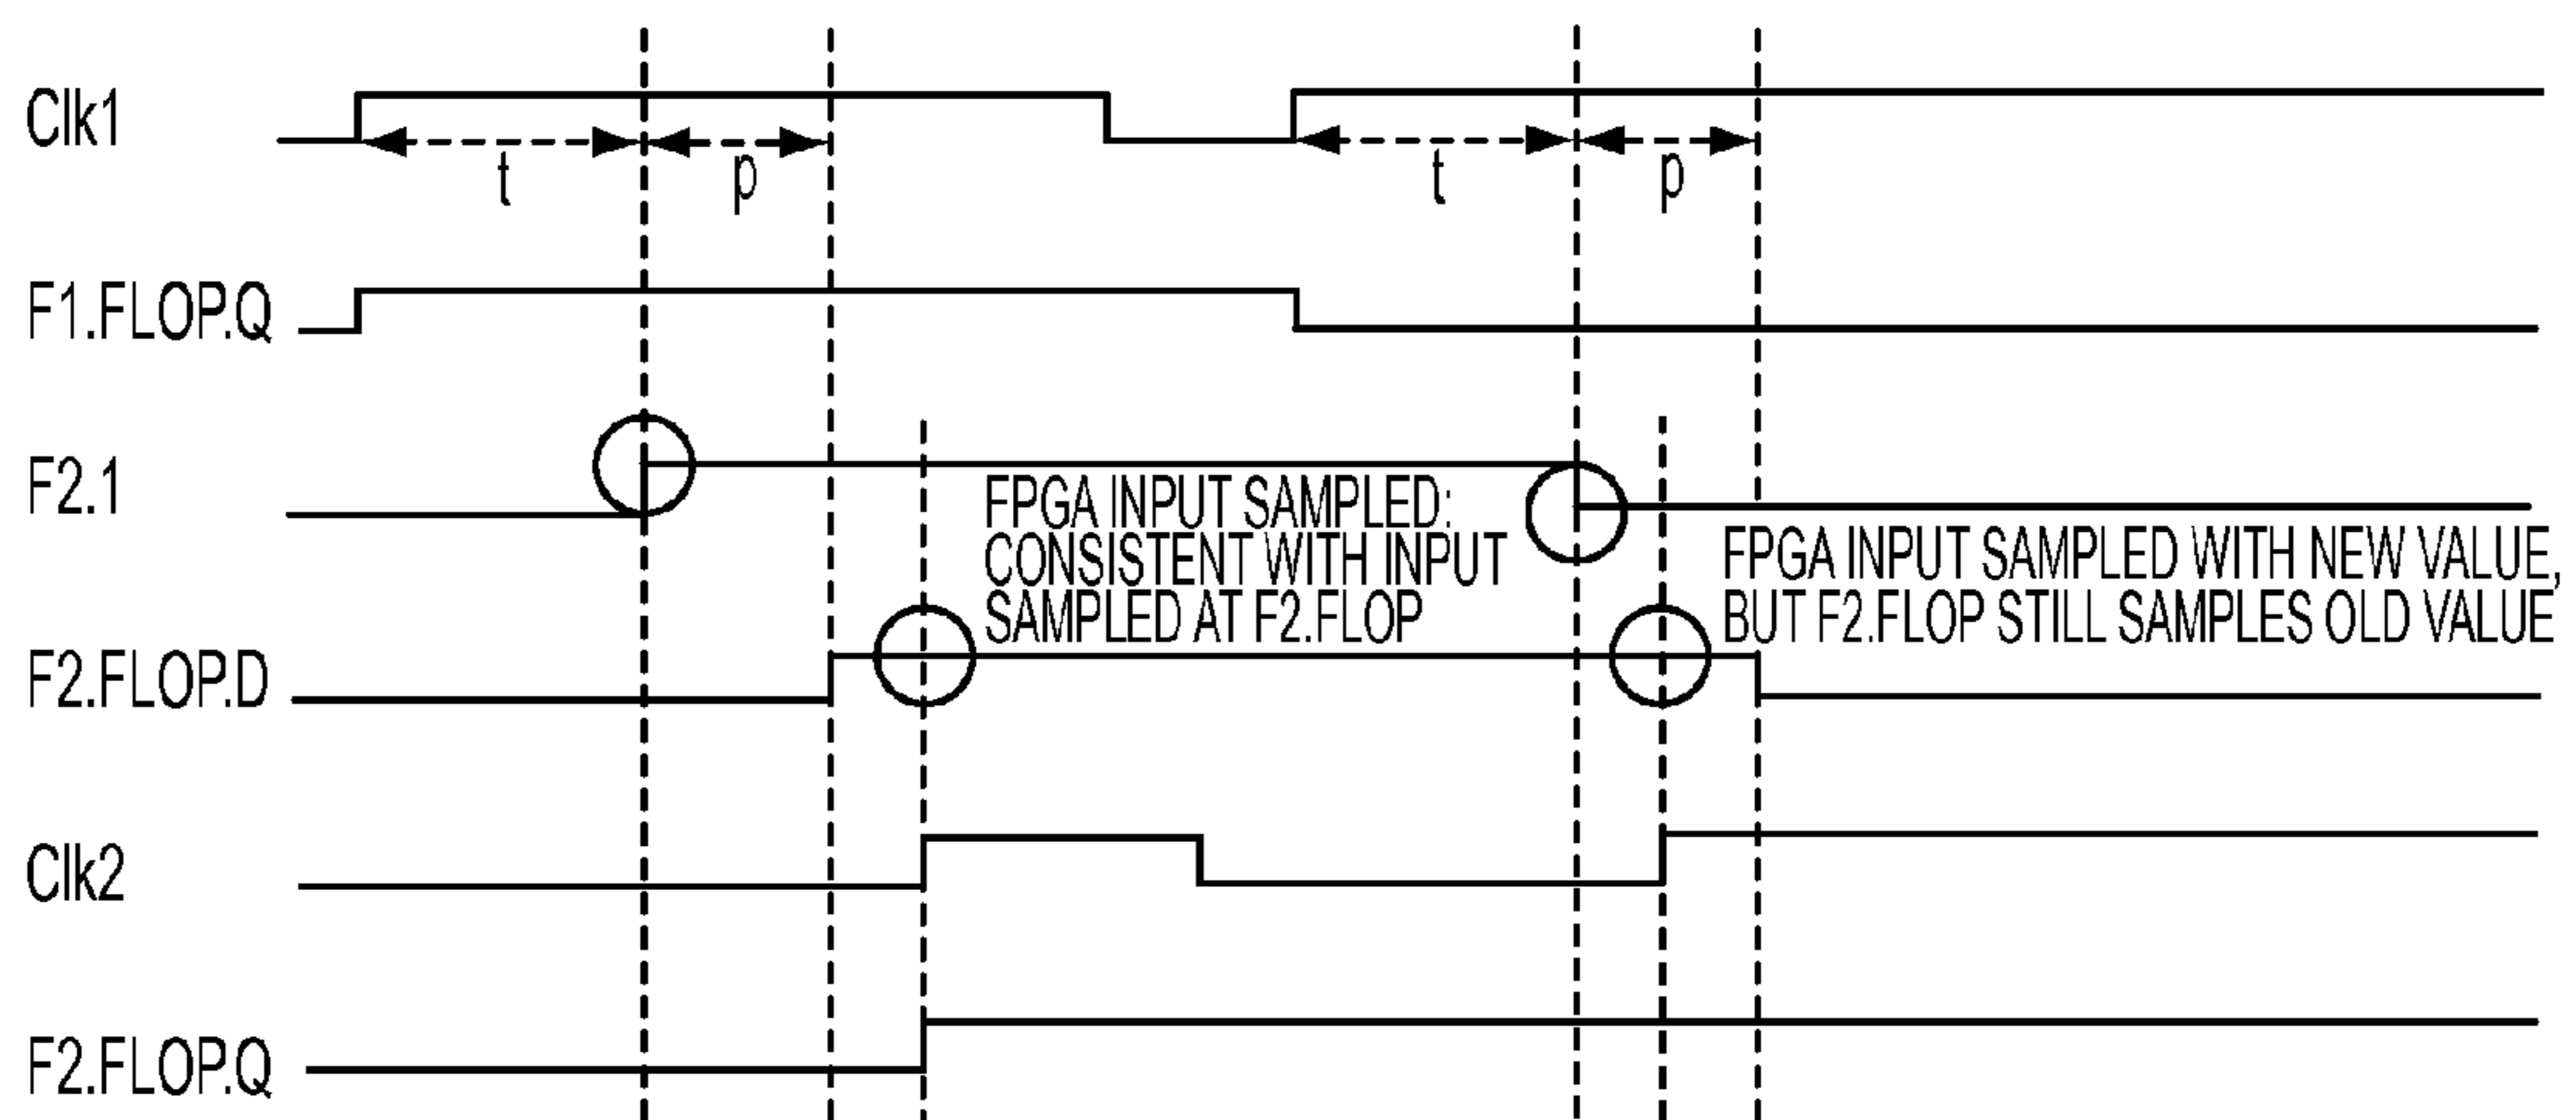 Clk1
t
p
t
p
F1.FLOP.Q
F2.1
FPGA INPUT SAMPLED:
CONSISTENT WITH INPUT
SAMPLED AT F2.FLOP
FPGA INPUT SAMPLED WITH NEW VALUE,
BUT F2.FLOP STILL SAMPLES OLD VALUE
F2.FLOP.D
Clk2
F2.FLOP.Q